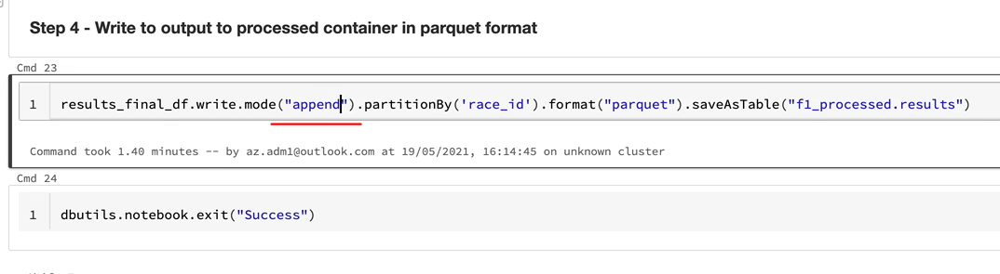 Step 4 - Write to output to processed container in parquet format
Cmd 23
1 results_final_df.write.mode("append").partitionBy('race_id').format("parquet").saveAsTable("f1_processed.results")
Command took 1.40 minutes -- by az.adm1@outlook.com at 19/05/2021, 16:14:45 on unknown cluster
Cmd 24
1 dbutils.notebook.exit("Success")